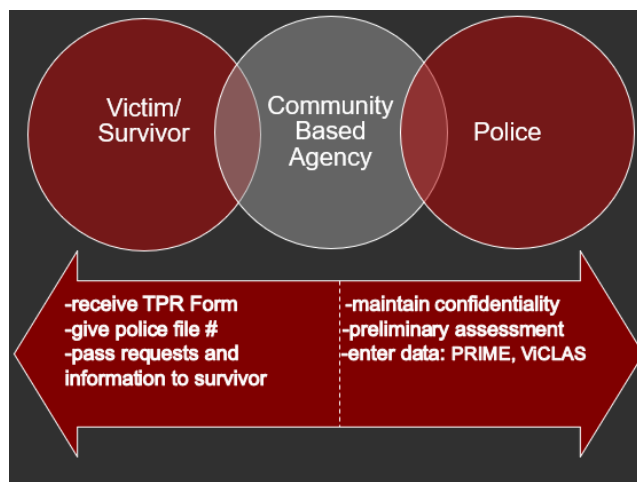 Victim/
Survivor
Community
Based
Agency
Police
-receive TPR Form
-give police file #
-pass requests and
information to survivor
-maintain confidentiality
-preliminary assessment
-enter data: PRIME, ViCLAS